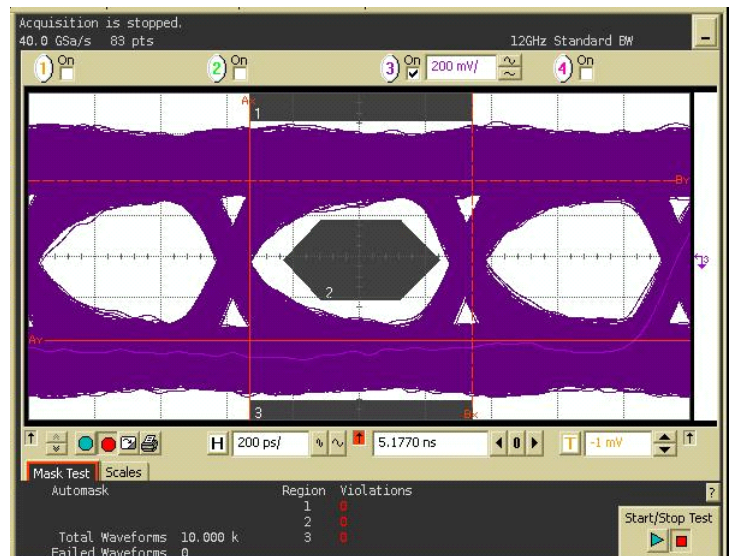 Acquisition is stopped.
40.0 GSa/s 83 pts 12GHz Standard BW
1 On 2 On 3 On 200 mV/ 4 On
Ax
1
By
2
3
Ay
3 Bx
H 200 ps/ 5.1770 ns 0 T -1 mV
Mask Test Scales
Automask Region Violations ?
1 0
2 0
Total Waveforms 10.000 k 3 0
Failed Waveforms 0
Start/Stop Test